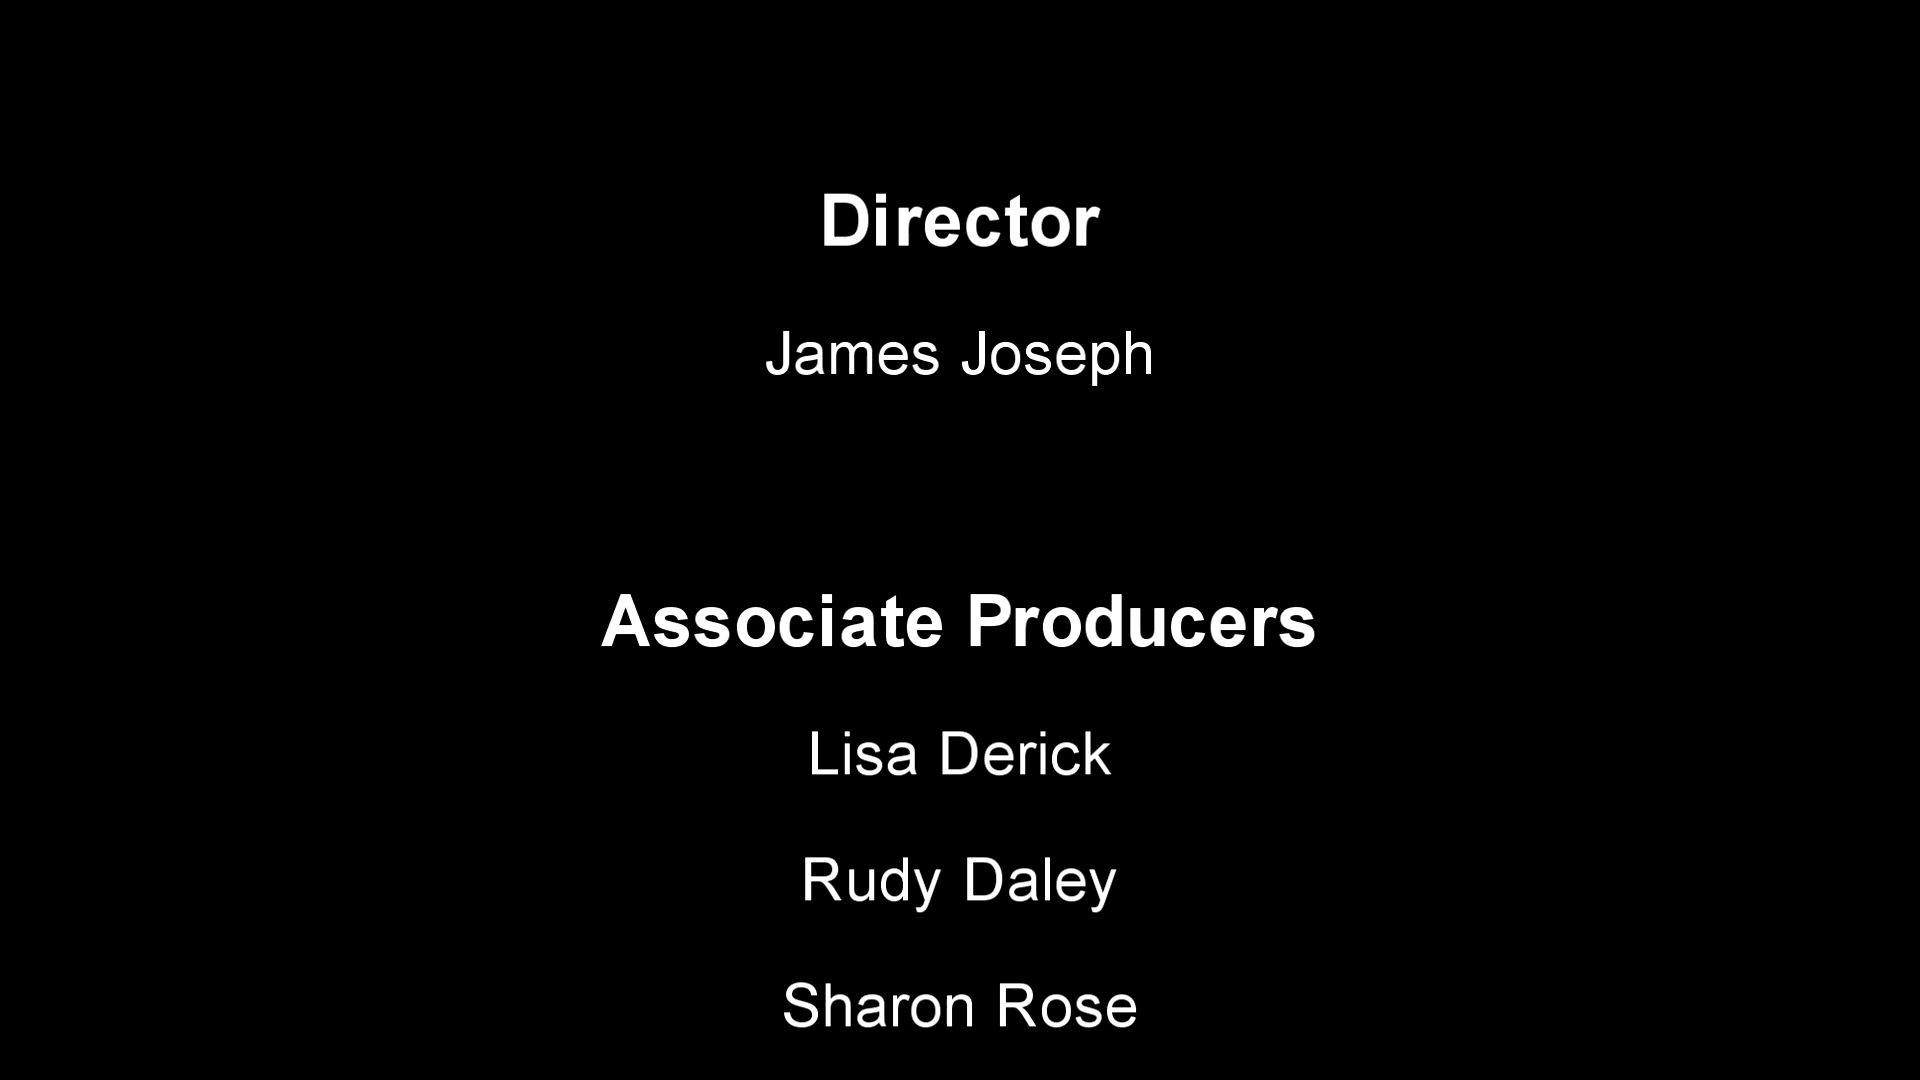 Director
James Joseph
Associate Producers
Lisa Derick
Rudy Daley
Sharon Rose